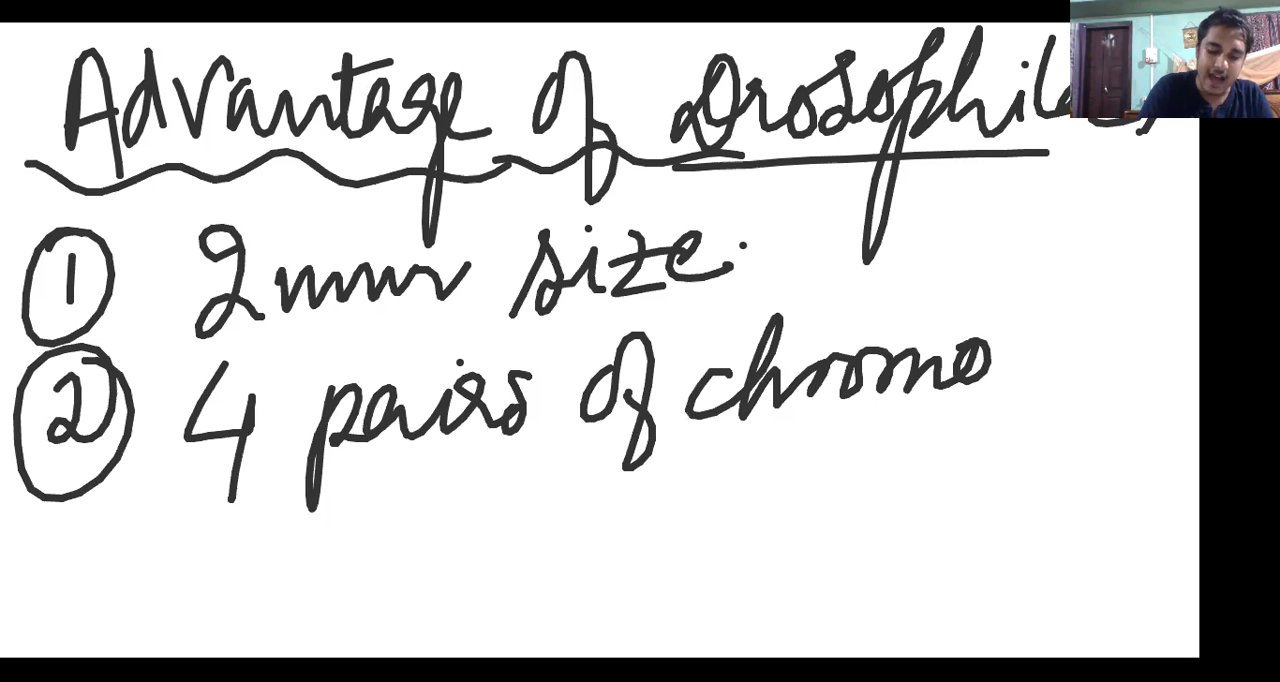 Advantage of Drosophila
① 2mm size.
② 4 pairs of chromo